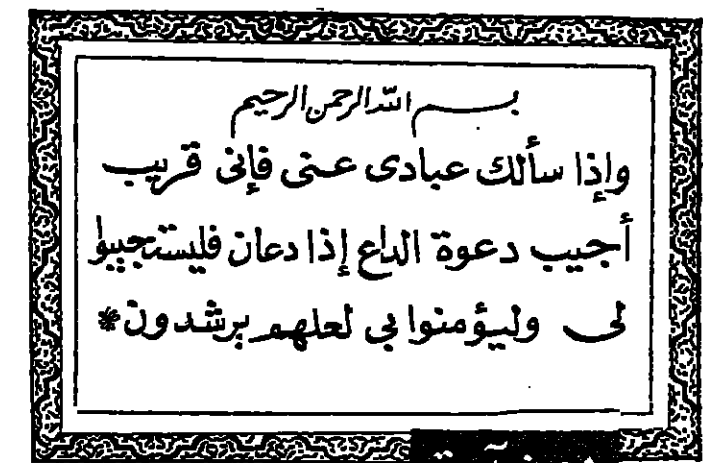 بسم الله الرحمن الرحيم
وإذا سألك عبادى عنى فإنى قريب
أجيب دعوة الداع إذا دعان فليستجيبوا
لى وليؤمنوا بي لعلهم يرشدون*